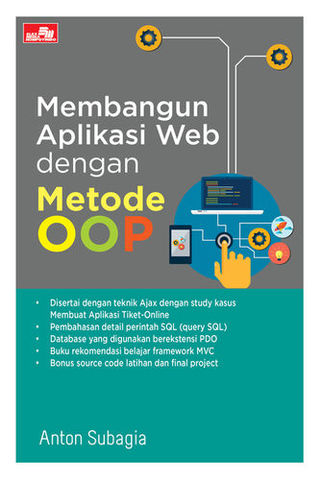 Membangun
Aplikasi Web
dengan
Metode
OOP
• Disertai dengan teknik Ajax dengan study kasus
Membuat Aplikasi Tiket-Online
• Pembahasan detail perintah SQL (query SQL)
• Database yang digunakan berekstensi PDO
• Buku rekomendasi belajar framework MVC
• Bonus source code latihan dan final project
Anton Subagia